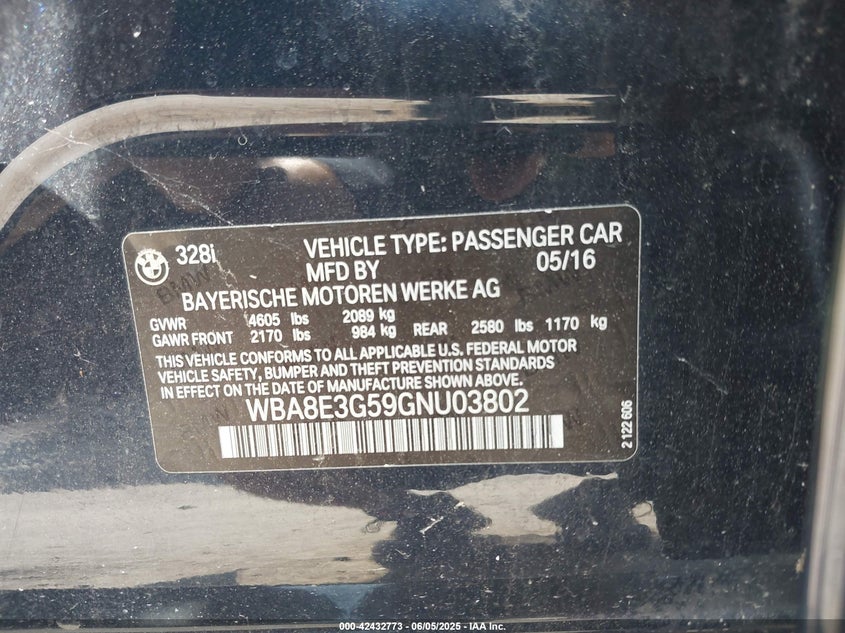 328i VEHICLE TYPE: PASSENGER CAR
MFD BY 05/16
BAYERISCHE MOTOREN WERKE AG
GVWR 4605 lbs 2089 kg
GAWR FRONT 2170 lbs 984 kg REAR 2580 lbs 1170 kg
THIS VEHICLE CONFORMS TO ALL APPLICABLE U.S. FEDERAL MOTOR
VEHICLE SAFETY, BUMPER AND THEFT PREVENTION STANDARDS
IN EFFECT ON THE DATE OF MANUFACTURE SHOWN ABOVE.
WBA8E3G59GNU03802
2 122 606
000-42432773 - 06/05/2025 - IAA Inc.